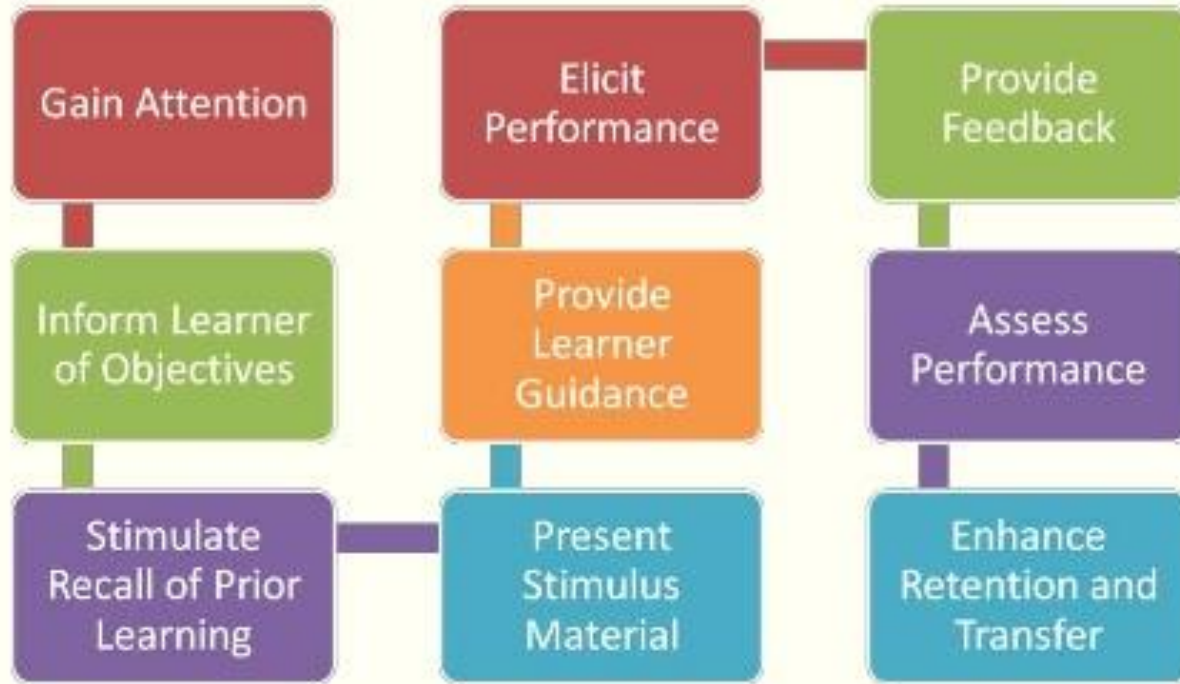 Gain Attention
Inform Learner
of Objectives
Stimulate
Recall of Prior
Learning
Present
Stimulus
Material
Provide
Learner
Guidance
Elicit
Performance
Provide
Feedback
Assess
Performance
Enhance
Retention and
Transfer